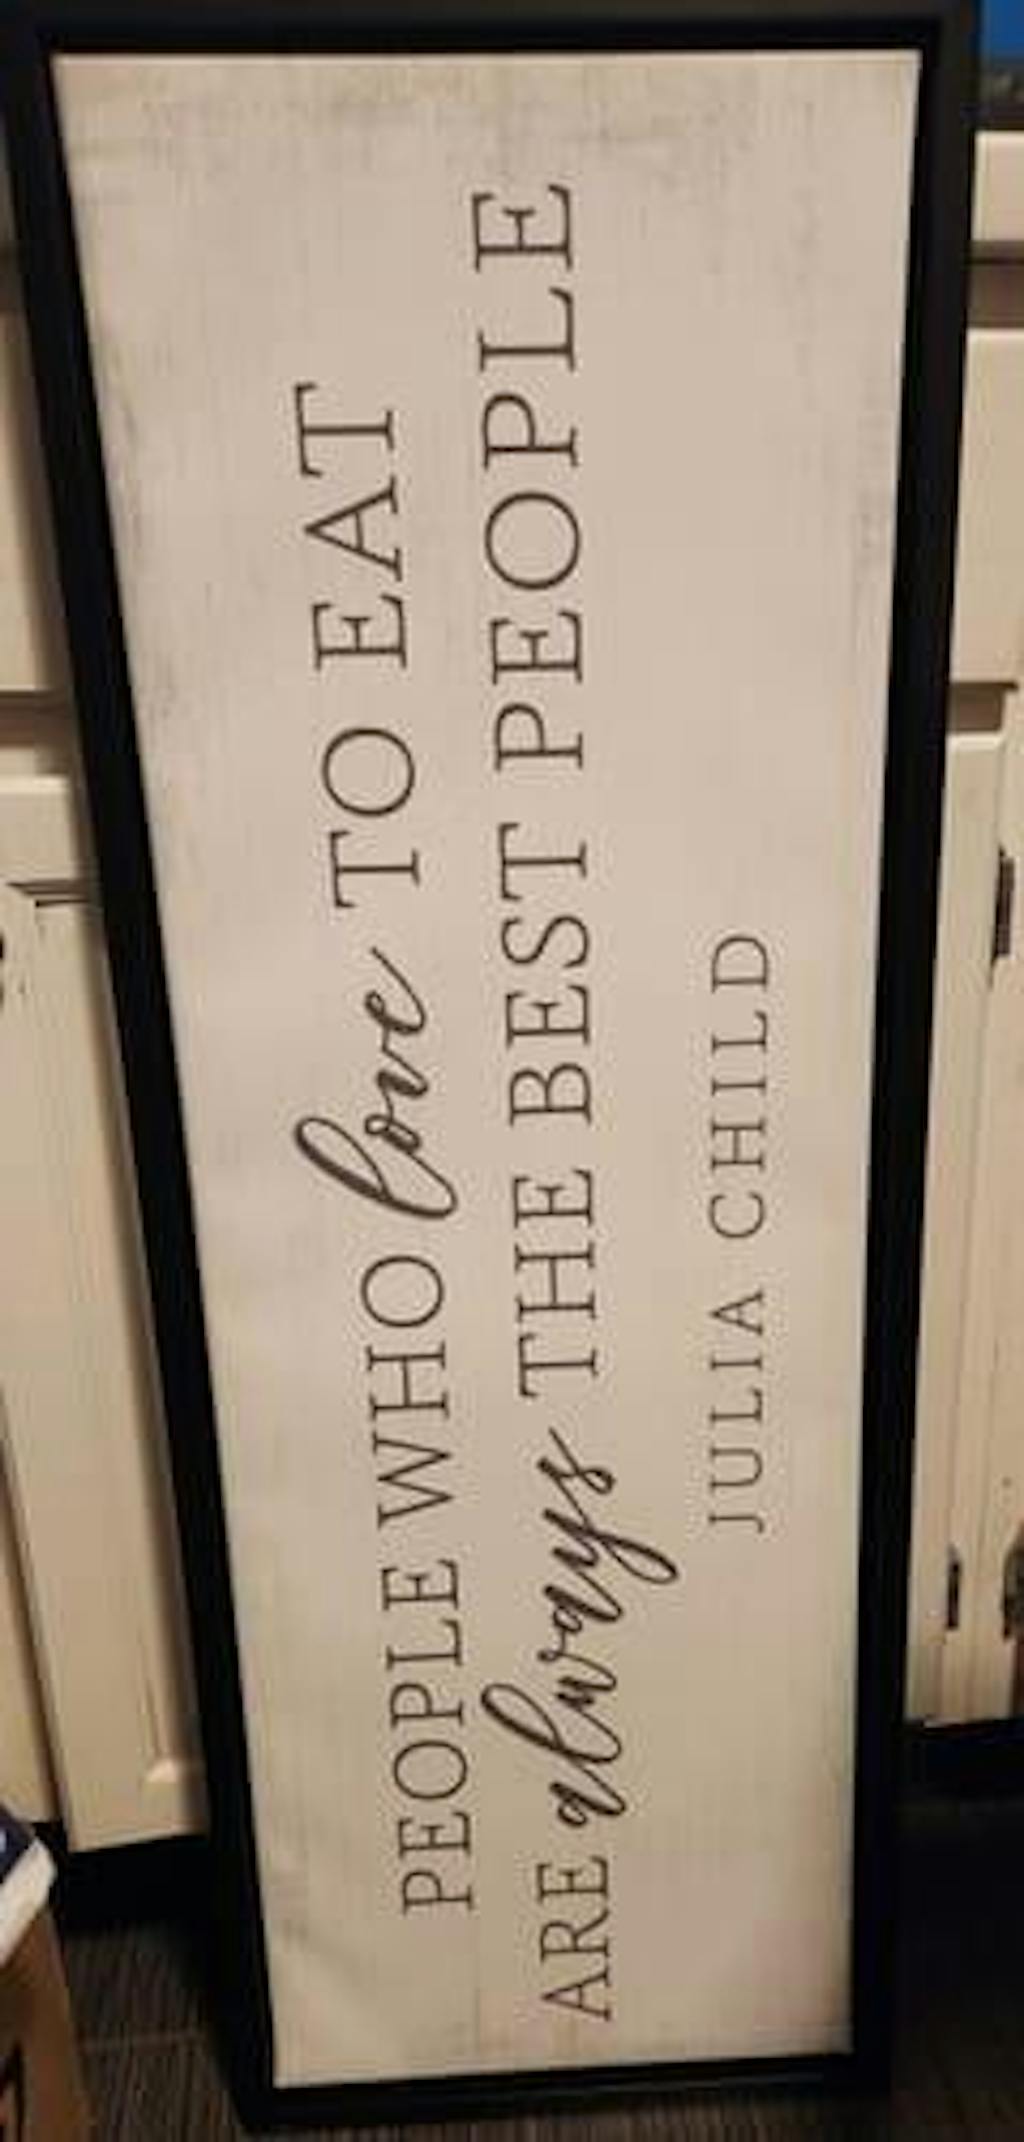 PEOPLE WHO love TO EAT
ARE always THE BEST PEOPLE
JULIA CHILD